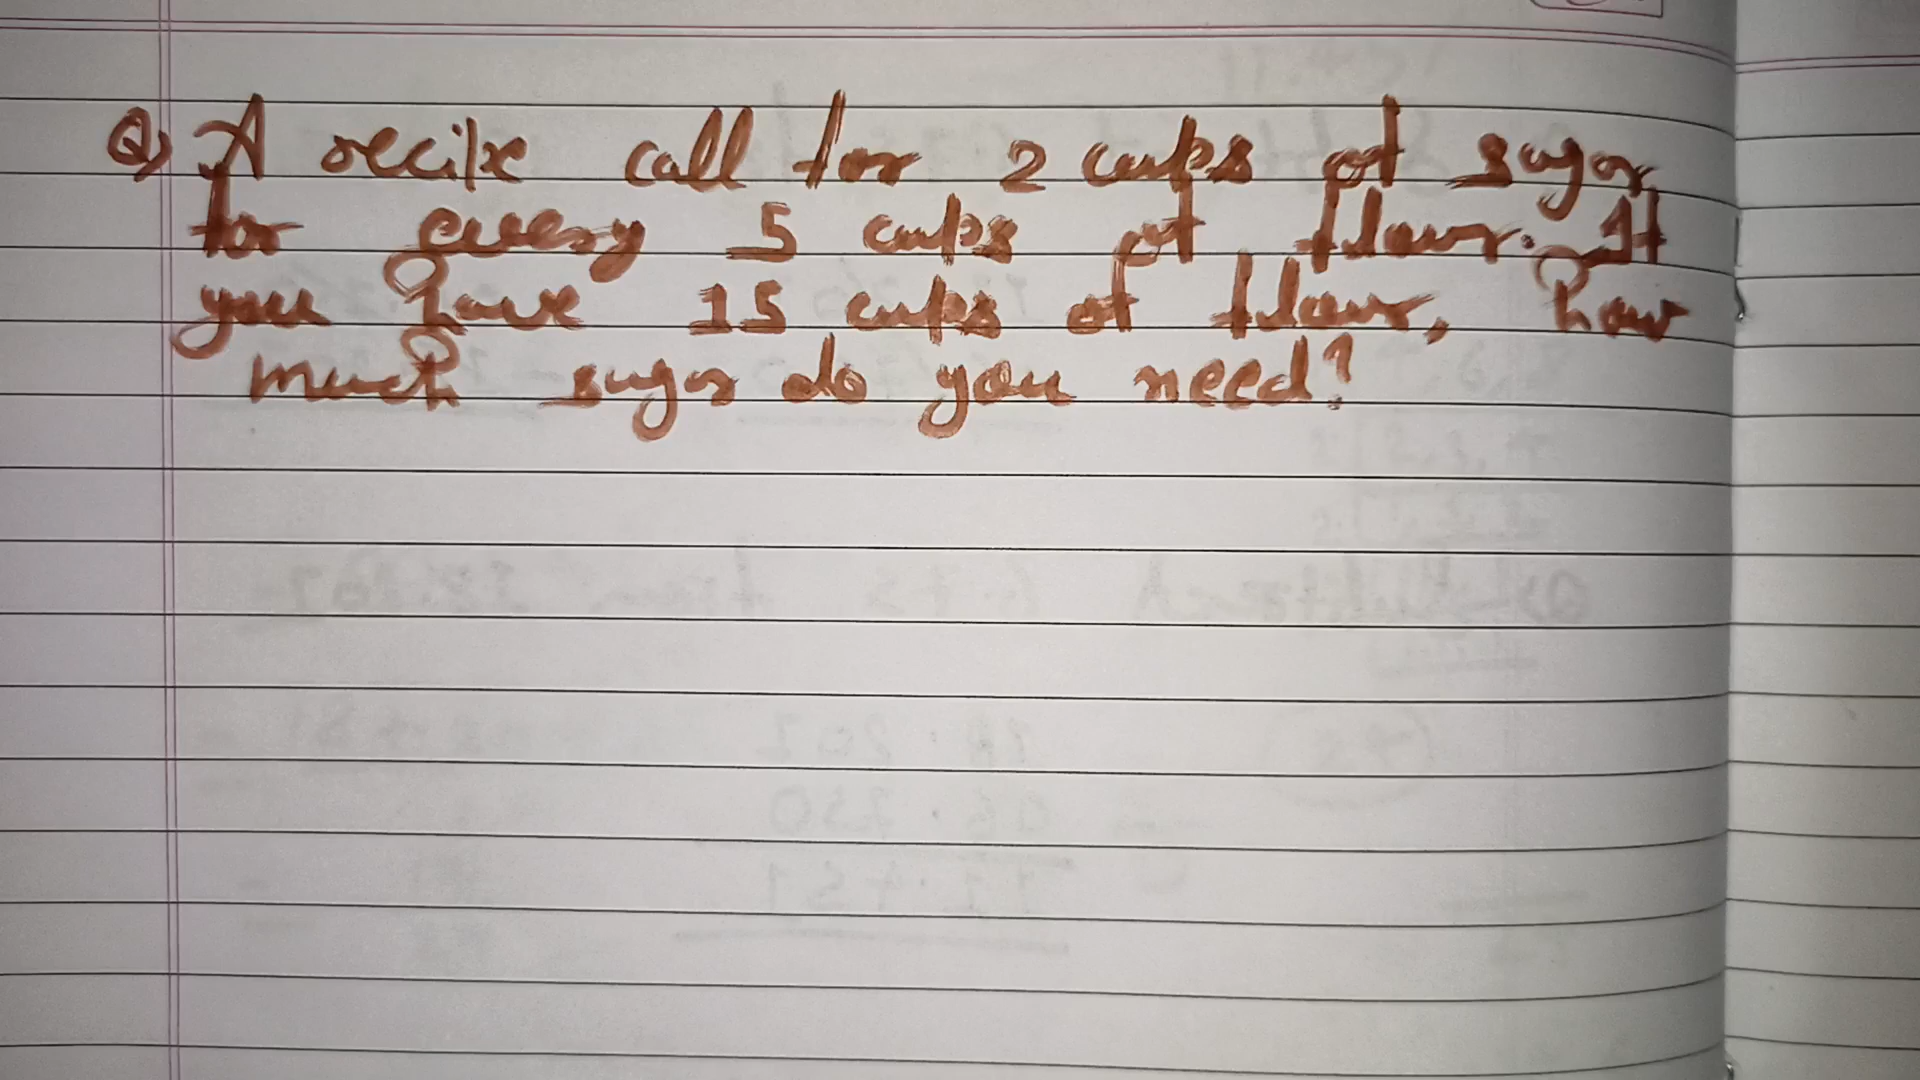 Q) A recipe call for 2 cups of sugar
for every 5 cups of flour. If
you have 15 cups of flour, how
much sugar do you need?